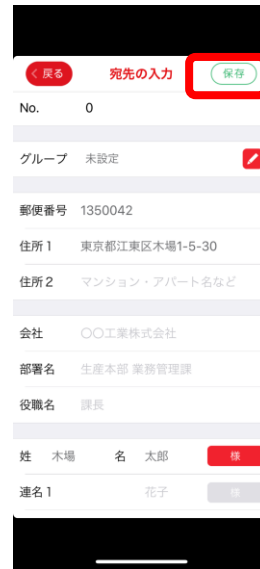 < 戻る 宛先の入力 保存
No. 0
グループ 未設定
郵便番号 1350042
住所1 東京都江東区木場1-5-30
住所2 マンション・アパート名など
会社 〇〇工業株式会社
部署名 生産本部 業務管理課
役職名 課長
姓 木場 名 太郎 様
連名1 花子 様